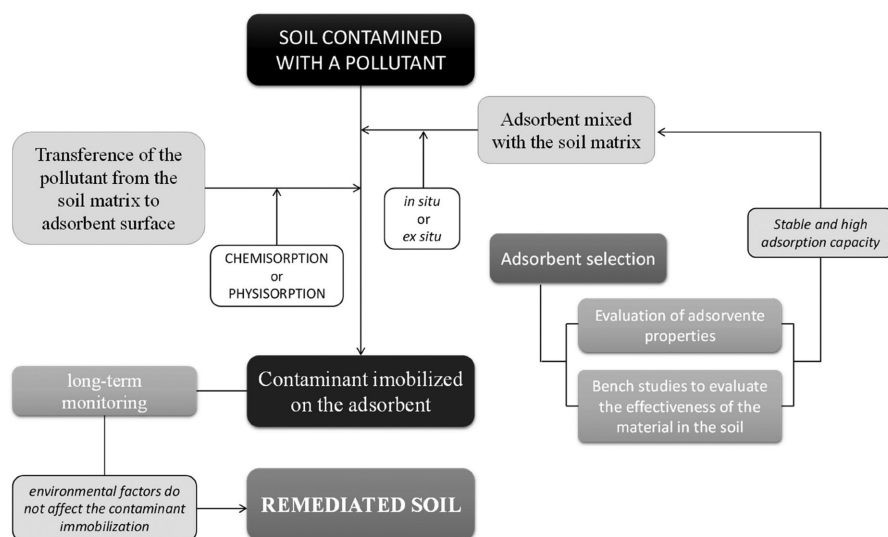 SOIL CONTAMINED
WITH A POLLUTANT
Adsorbent mixed
with the soil matrix
Transference of the
pollutant from the
soil matrix to
adsorbent surface
in situ
or
ex situ
Stable and high
adsorption capacity
CHEMISORPTION
or
PHYSISORPTION
Adsorbent selection
Evaluation of adsorvente
properties
Bench studies to evaluate
the effectiveness of the
material in the soil
long-term
monitoring
Contaminant imobilized
on the adsorbent
environmental factors do
not affect the contaminant
immobilization
REMEDIATED SOIL